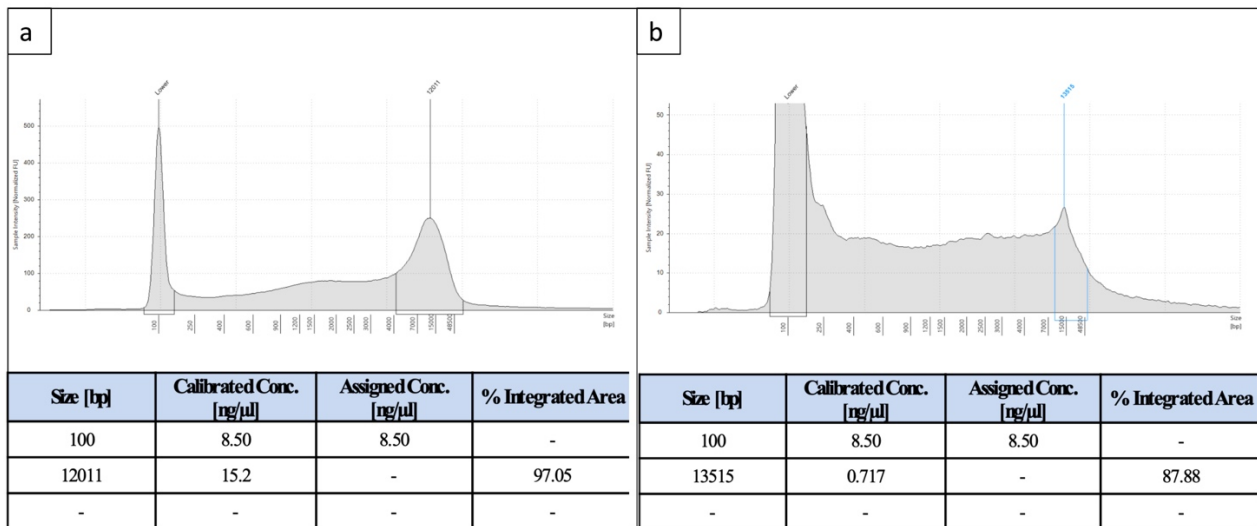 a
Lower
12011
Sample Intensity [Normalized FU]
500
400
300
200
100
0
100
250
400
600
900
1200
1500
2000
2500
3000
4000
7000
15000
48500
Size
[bp]
Size [bp] Calibrated Conc. [ng/µl] Assigned Conc. [ng/µl] % Integrated Area
100 8.50 8.50 -
12011 15.2 - 97.05
- - - -
b
Lower
13515
Sample Intensity [Normalized FU]
50
40
30
20
10
0
100
250
400
600
900
1200
1500
2000
2500
3000
4000
7000
15000
48500
Size
[bp]
Size [bp] Calibrated Conc. [ng/µl] Assigned Conc. [ng/µl] % Integrated Area
100 8.50 8.50 -
13515 0.717 - 87.88
- - - -